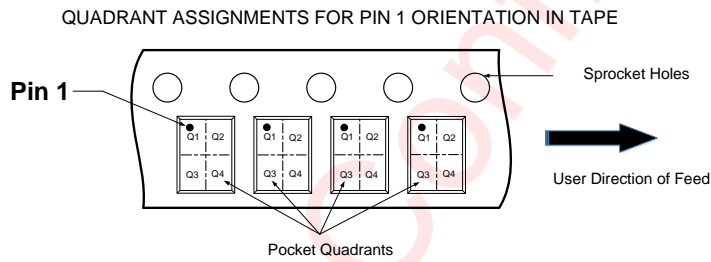 QUADRANT ASSIGNMENTS FOR PIN 1 ORIENTATION IN TAPE
Sprocket Holes
Pin 1
Q1 Q2 Q1 Q2 Q1 Q2 Q1 Q2
Q3 Q4 Q3 Q4 Q3 Q4 Q3 Q4
User Direction of Feed
Pocket Quadrants